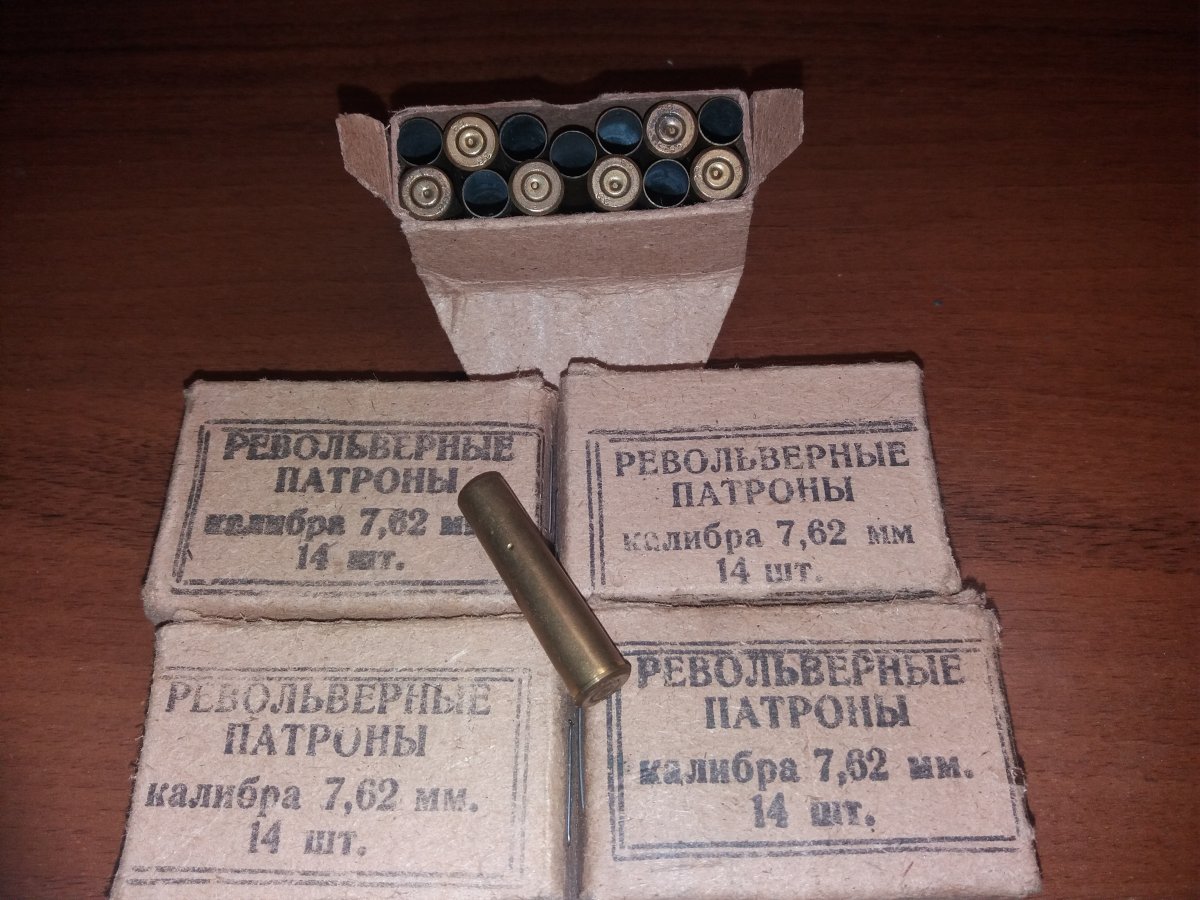 РЕВОЛЬВЕРНЫЕ
ПАТРОНЫ
калибра 7,62
14 шт.
РЕВОЛЬВЕРНЫЕ
ПАТРОНЫ
калибра 7,62 мм
14 шт.
РЕВОЛЬВЕРНЫЕ
ПАТРОНЫ
калибра 7,62 мм.
14 шт.
РЕВОЛЬВЕРНЫЕ
ПАТРОНЫ
калибра 7,62 мм.
14 шт.